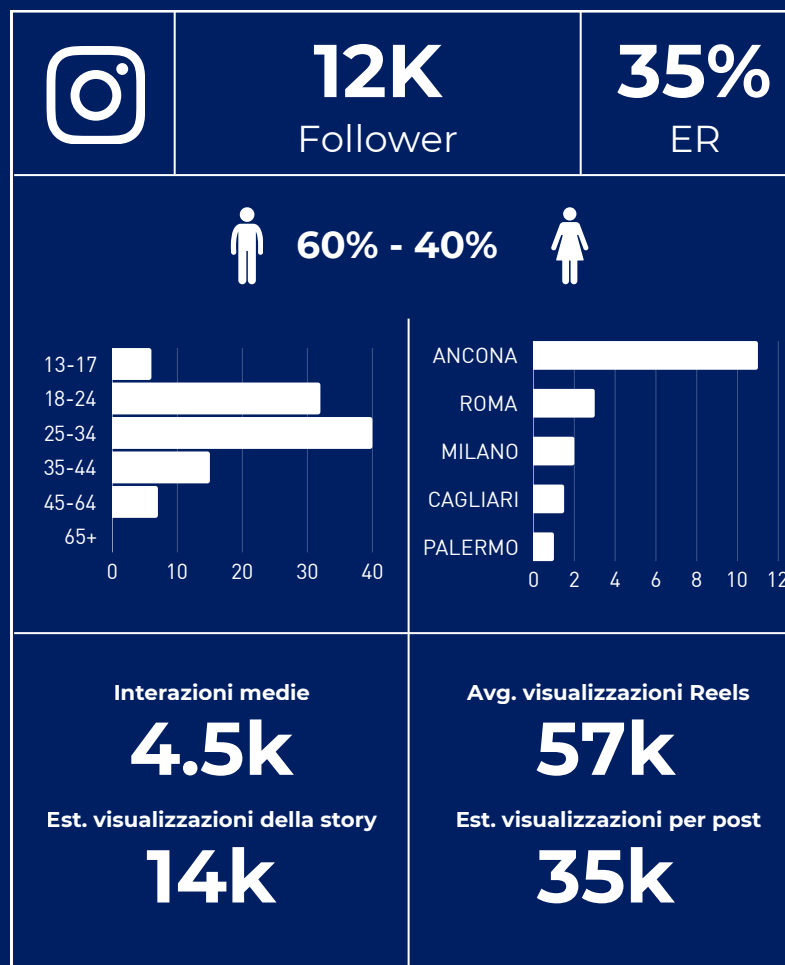 12K
Follower
35%
ER
60% - 40%
13-17
18-24
25-34
35-44
45-64
65+
0 10 20 30 40
ANCONA
ROMA
MILANO
CAGLIARI
PALERMO
0 2 4 6 8 10 12
Interazioni medie
4.5k
Est. visualizzazioni della story
14k
Avg. visualizzazioni Reels
57k
Est. visualizzazioni per post
35k